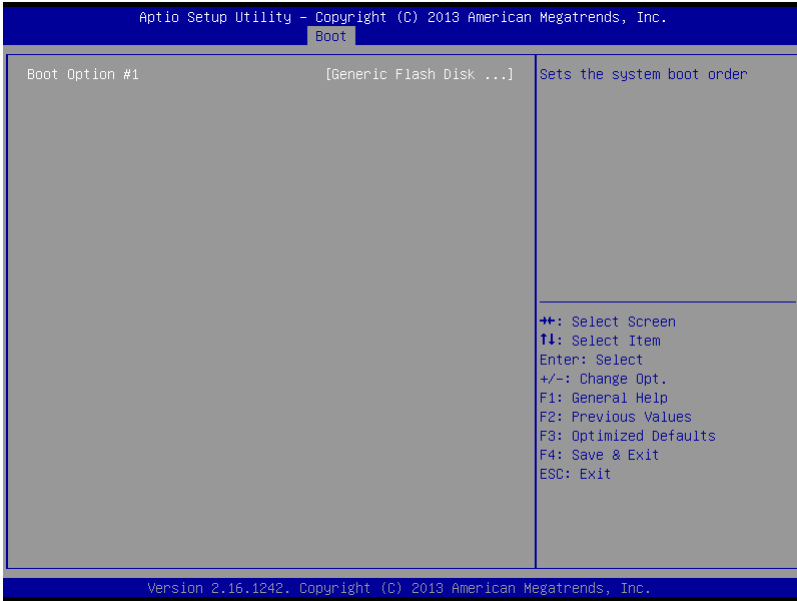 Aptio Setup Utility – Copyright (C) 2013 American Megatrends, Inc.
Boot
Boot Option #1 [Generic Flash Disk ...]
Sets the system boot order
→←: Select Screen
↑↓: Select Item
Enter: Select
+/-: Change Opt.
F1: General Help
F2: Previous Values
F3: Optimized Defaults
F4: Save & Exit
ESC: Exit
Version 2.16.1242. Copyright (C) 2013 American Megatrends, Inc.